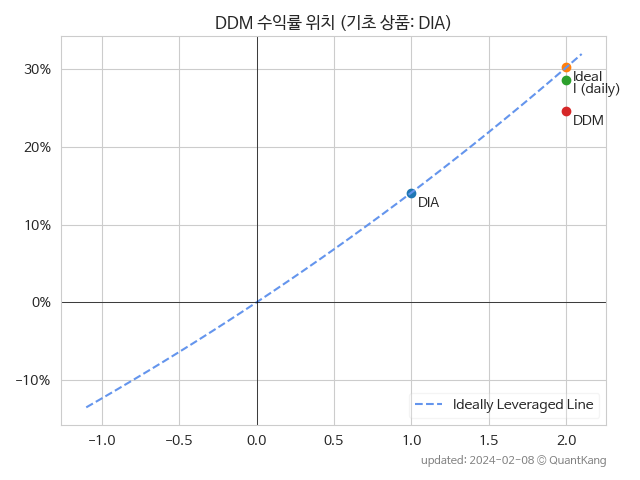 DDM 수익률 위치 (기초 상품: DIA)
30%
20%
10%
0%
−10%
Ideal
I (daily)
DDM
DIA
Ideally Leveraged Line
−1.0 −0.5 0.0 0.5 1.0 1.5 2.0
updated: 2024-02-08 © QuantKang